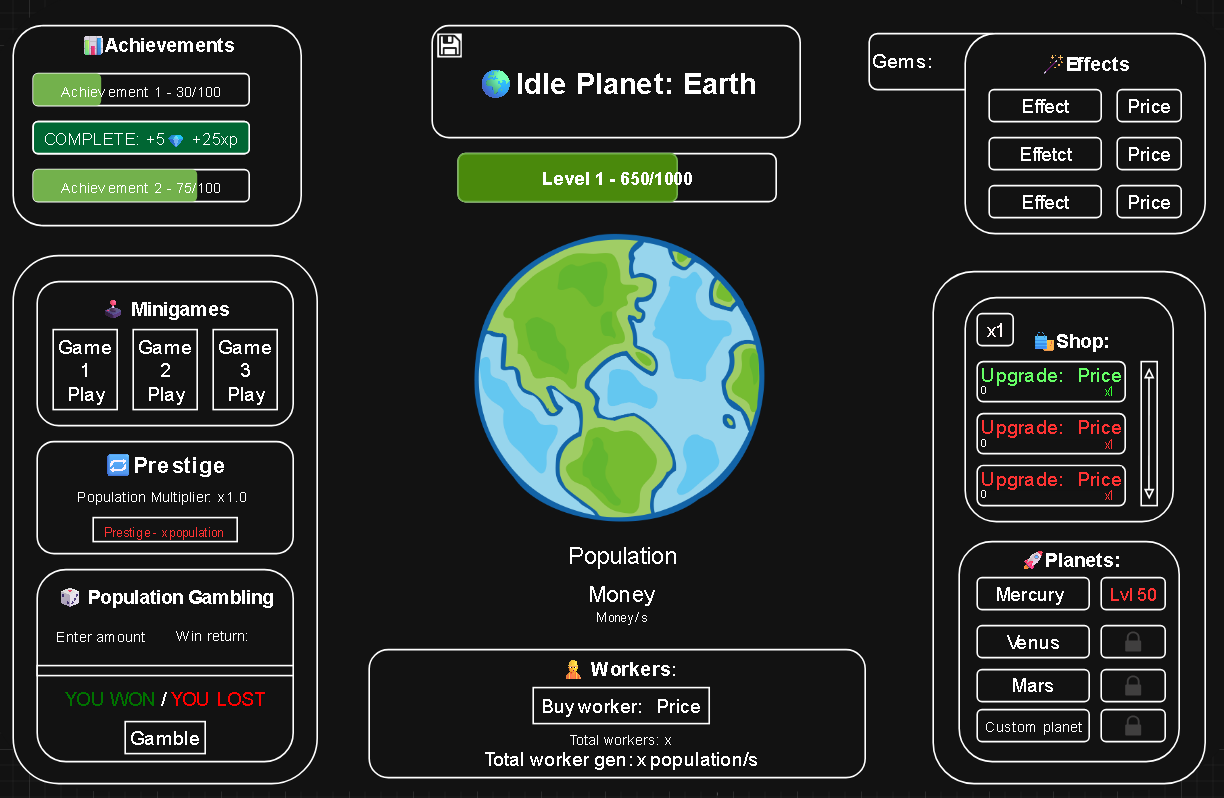 Achievements
Achievement 1 - 30/100
COMPLETE: +5 💎 +25xp
Achievement 2 - 75/100
Minigames
Game 1 Play
Game 2 Play
Game 3 Play
Prestige
Population Multiplier: x1.0
Prestige - x population
Population Gambling
Enter amount
Win return:
YOU WON / YOU LOST
Gamble
Idle Planet: Earth
Level 1 - 650/1000
Population
Money
Money/s
Workers:
Buy worker: Price
Total workers: x
Total worker gen: x population/s
Gems:
Effects
Effect Price
Effetct Price
Effect Price
x1
Shop:
Upgrade: Price
0 x1
Upgrade: Price
0 x1
Upgrade: Price
0 x1
Planets:
Mercury Lvl 50
Venus
Mars
Custom planet